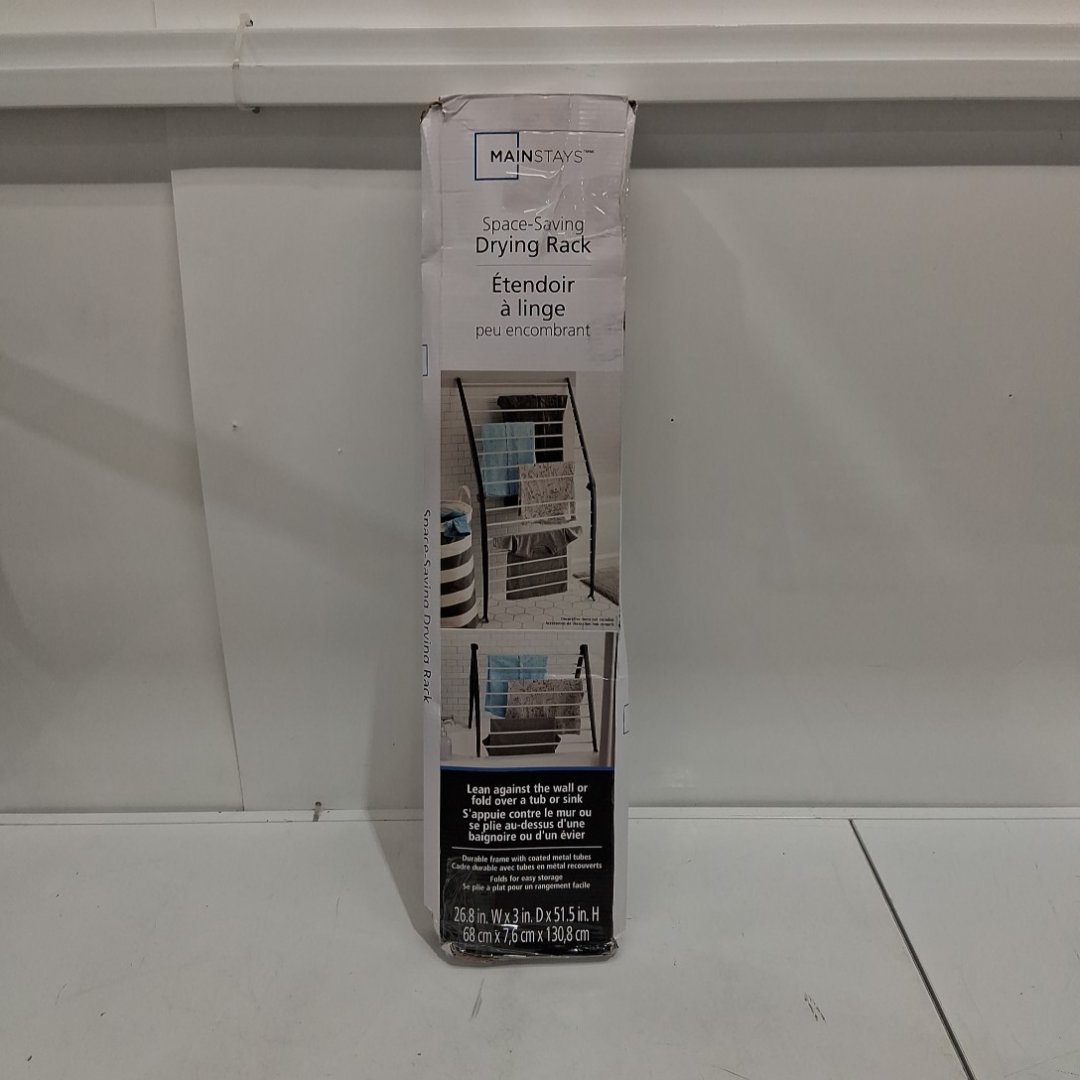 MAINSTAYS™
Space-Saving
Drying Rack
Étendoir
à linge
peu encombrant
Space-Saving Drying Rack
Lean against the wall or
fold over a tub or sink
S'appuie contre le mur ou
se plie au-dessus d'une
baignoire ou d'un évier
Durable frame with coated metal tubes
Cadre durable avec tubes en métal recouverts
Folds for easy storage
Se plie à plat pour un rangement facile
26.8 in. W x 3 in. D x 51.5 in. H
68 cm x 7,6 cm x 130,8 cm